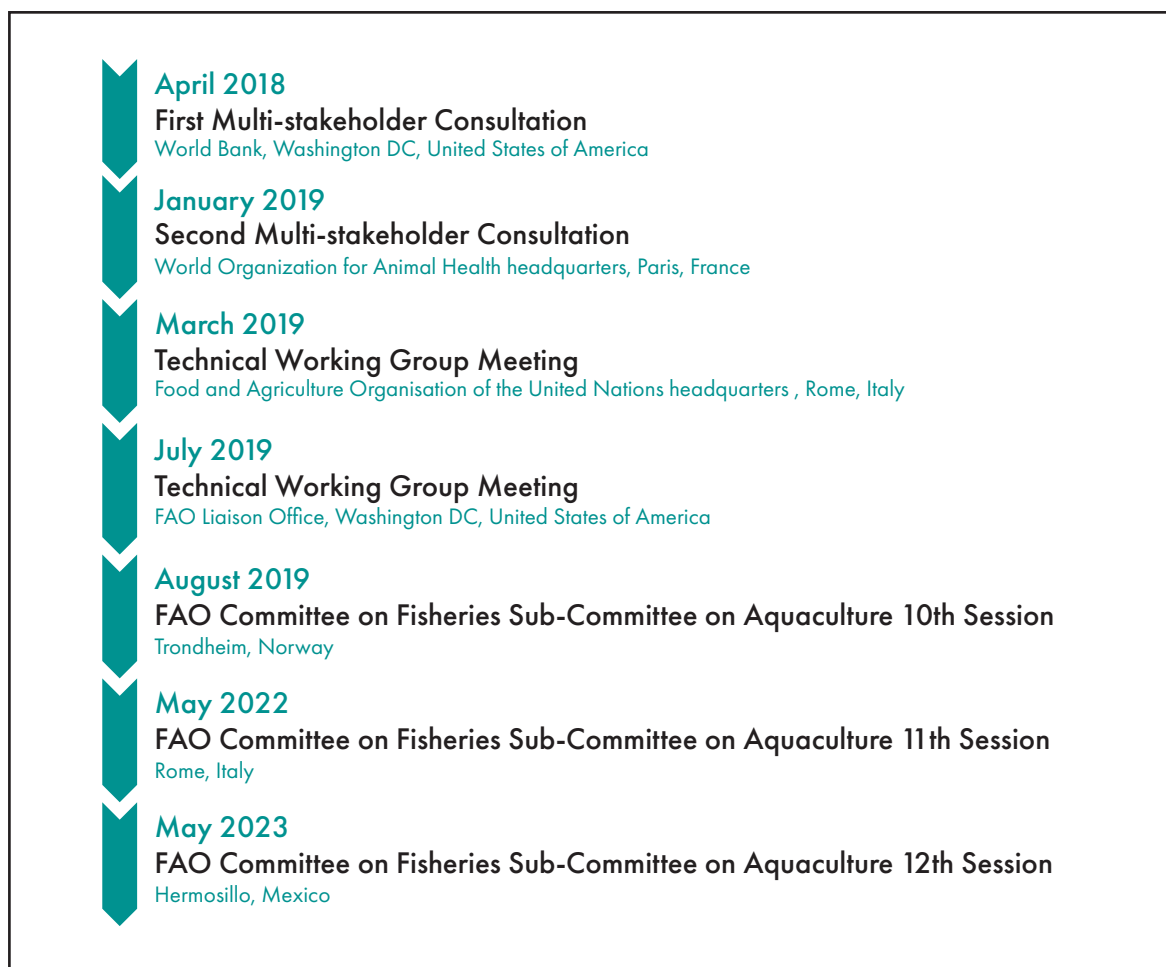 April 2018
First Multi-stakeholder Consultation
World Bank, Washington DC, United States of America
January 2019
Second Multi-stakeholder Consultation
World Organization for Animal Health headquarters, Paris, France
March 2019
Technical Working Group Meeting
Food and Agriculture Organisation of the United Nations headquarters , Rome, Italy
July 2019
Technical Working Group Meeting
FAO Liaison Office, Washington DC, United States of America
August 2019
FAO Committee on Fisheries Sub-Committee on Aquaculture 10th Session
Trondheim, Norway
May 2022
FAO Committee on Fisheries Sub-Committee on Aquaculture 11th Session
Rome, Italy
May 2023
FAO Committee on Fisheries Sub-Committee on Aquaculture 12th Session
Hermosillo, Mexico